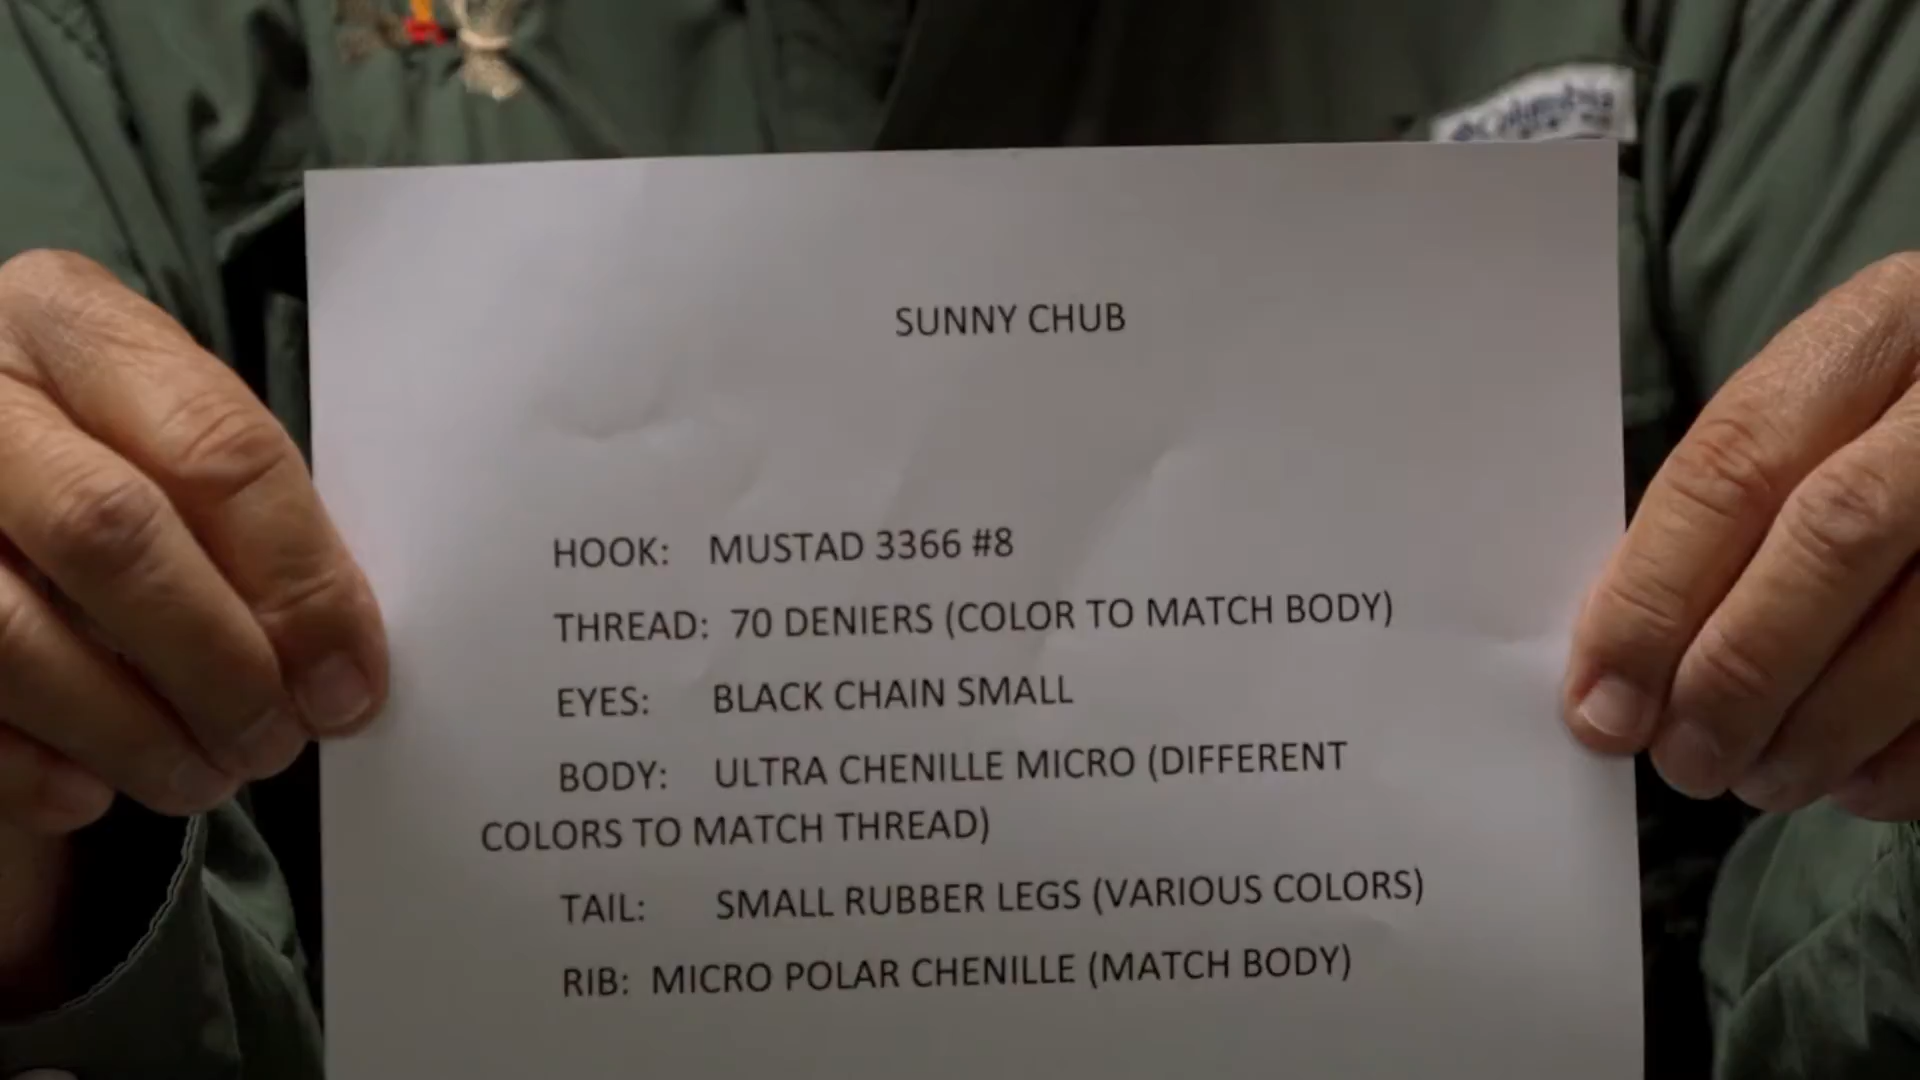 Columbia
SUNNY CHUB
HOOK: MUSTAD 3366 #8
THREAD: 70 DENIERS (COLOR TO MATCH BODY)
EYES: BLACK CHAIN SMALL
BODY: ULTRA CHENILLE MICRO (DIFFERENT
COLORS TO MATCH THREAD)
TAIL: SMALL RUBBER LEGS (VARIOUS COLORS)
RIB: MICRO POLAR CHENILLE (MATCH BODY)